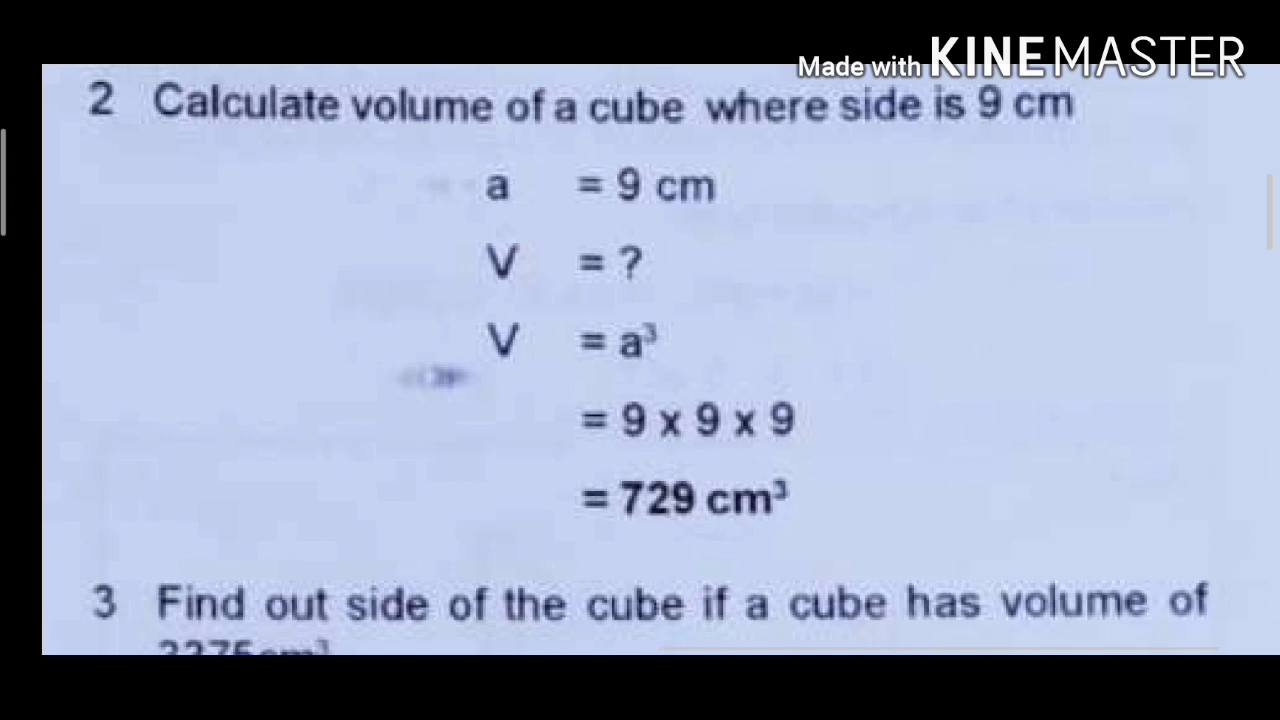 Made with KINEMASTER
2 Calculate volume of a cube where side is 9 cm
a = 9 cm
V = ?
V = a³
= 9 x 9 x 9
= 729 cm³
3 Find out side of the cube if a cube has volume of